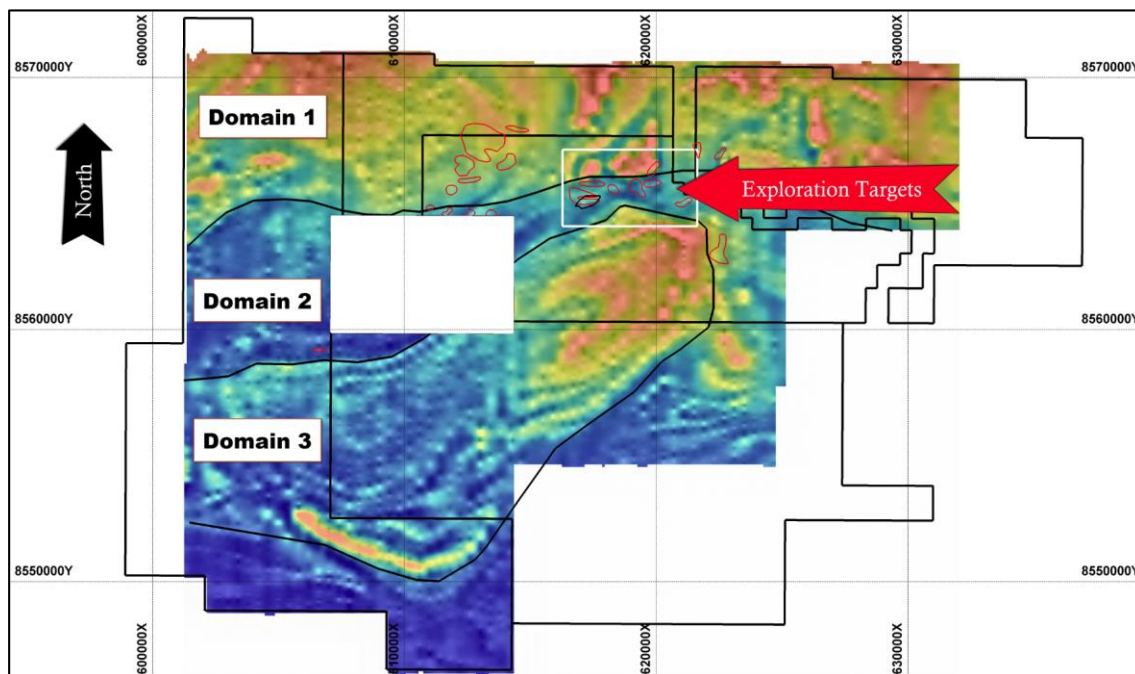 600000X
610000X
620000X
630000X
8570000Y
8570000Y
Domain 1
North
Exploration Targets
Domain 2
8560000Y
8560000Y
Domain 3
8550000Y
8550000Y
600000X
610000X
620000X
630000X